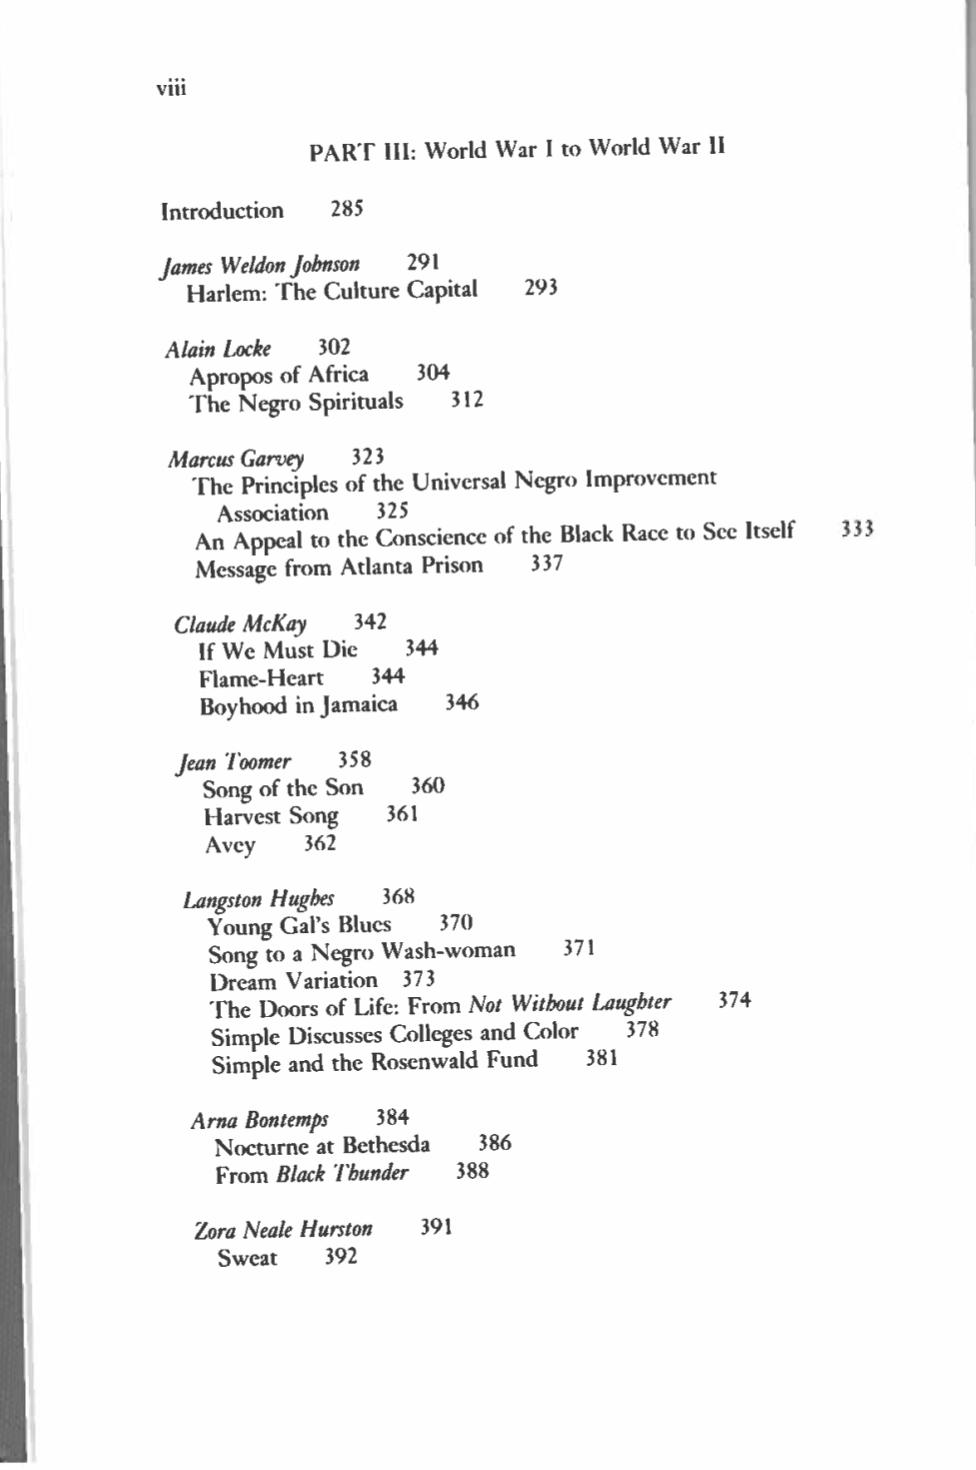 viii
PART III: World War I to World War II
Introduction 285
James Weldon Johnson 291
Harlem: The Culture Capital 293
Alain Locke 302
Apropos of Africa 304
The Negro Spirituals 312
Marcus Garvey 323
The Principles of the Universal Negro Improvement
Association 325
An Appeal to the Conscience of the Black Race to See Itself 333
Message from Atlanta Prison 337
Claude McKay 342
If We Must Die 344
Flame-Heart 344
Boyhood in Jamaica 346
Jean Toomer 358
Song of the Son 360
Harvest Song 361
Avey 362
Langston Hughes 368
Young Gal's Blues 370
Song to a Negro Wash-woman 371
Dream Variation 373
The Doors of Life: From Not Without Laughter 374
Simple Discusses Colleges and Color 378
Simple and the Rosenwald Fund 381
Arna Bontemps 384
Nocturne at Bethesda 386
From Black Thunder 388
Zora Neale Hurston 391
Sweat 392